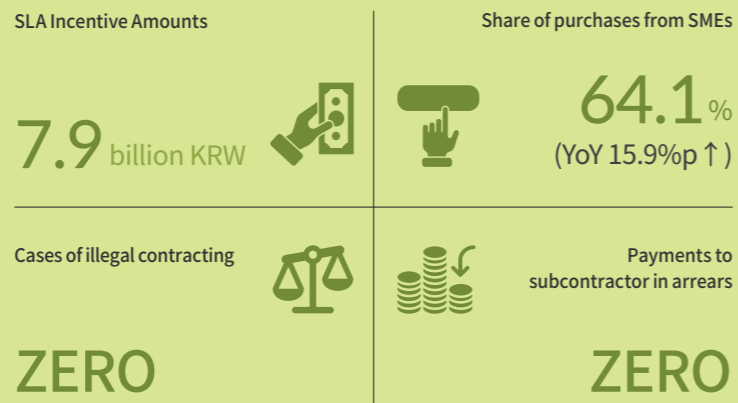 SLA Incentive Amounts
7.9 billion KRW
Share of purchases from SMEs
64.1 %
(YoY 15.9%p ↑)
Cases of illegal contracting
ZERO
Payments to
subcontractor in arrears
ZERO